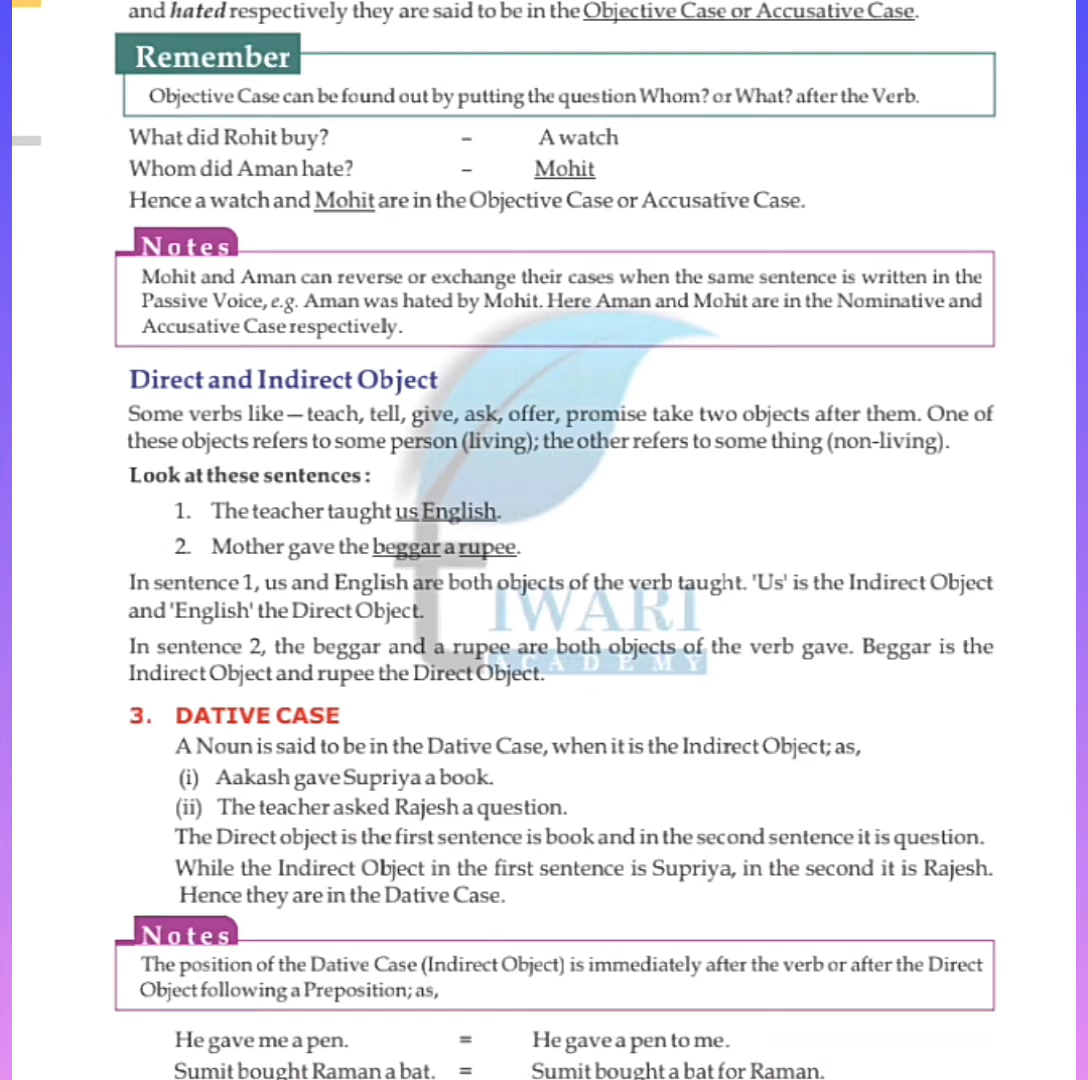 and hated respectively they are said to be in the Objective Case or Accusative Case.
Remember
Objective Case can be found out by putting the question Whom? or What? after the Verb.
What did Rohit buy? – A watch
Whom did Aman hate? – Mohit
Hence a watch and Mohit are in the Objective Case or Accusative Case.
Notes
Mohit and Aman can reverse or exchange their cases when the same sentence is written in the
Passive Voice, e.g. Aman was hated by Mohit. Here Aman and Mohit are in the Nominative and
Accusative Case respectively.
Direct and Indirect Object
Some verbs like — teach, tell, give, ask, offer, promise take two objects after them. One of
these objects refers to some person (living); the other refers to some thing (non-living).
Look at these sentences :
1. The teacher taught us English.
2. Mother gave the beggar a rupee.
In sentence 1, us and English are both objects of the verb taught. 'Us' is the Indirect Object
and 'English' the Direct Object.
In sentence 2, the beggar and a rupee are both objects of the verb gave. Beggar is the
Indirect Object and rupee the Direct Object.
TIWARI
ACADEMY
3. DATIVE CASE
A Noun is said to be in the Dative Case, when it is the Indirect Object; as,
(i) Aakash gave Supriya a book.
(ii) The teacher asked Rajesh a question.
The Direct object is the first sentence is book and in the second sentence it is question.
While the Indirect Object in the first sentence is Supriya, in the second it is Rajesh.
Hence they are in the Dative Case.
Notes
The position of the Dative Case (Indirect Object) is immediately after the verb or after the Direct
Object following a Preposition; as,
He gave me a pen. = He gave a pen to me.
Sumit bought Raman a bat. = Sumit bought a bat for Raman.